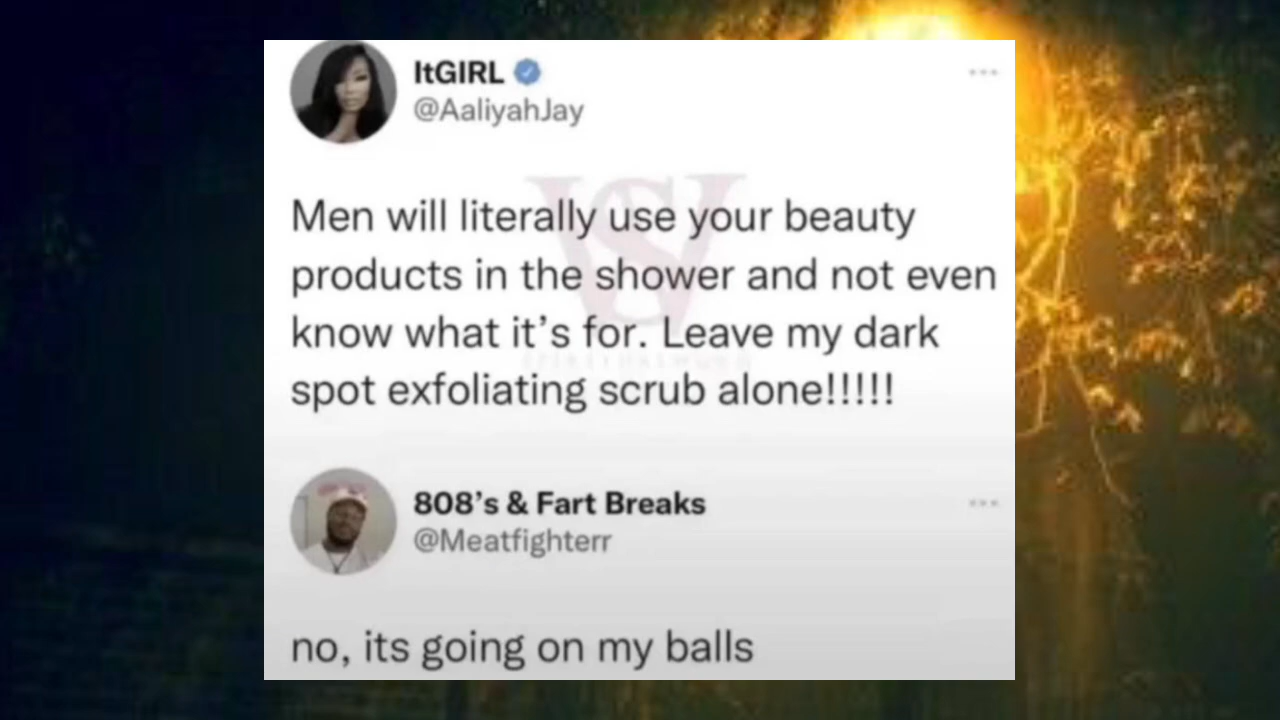 ItGIRL
@AaliyahJay
Men will literally use your beauty
products in the shower and not even
know what it's for. Leave my dark
spot exfoliating scrub alone!!!!!
808's & Fart Breaks
@Meatfighterr
no, its going on my balls